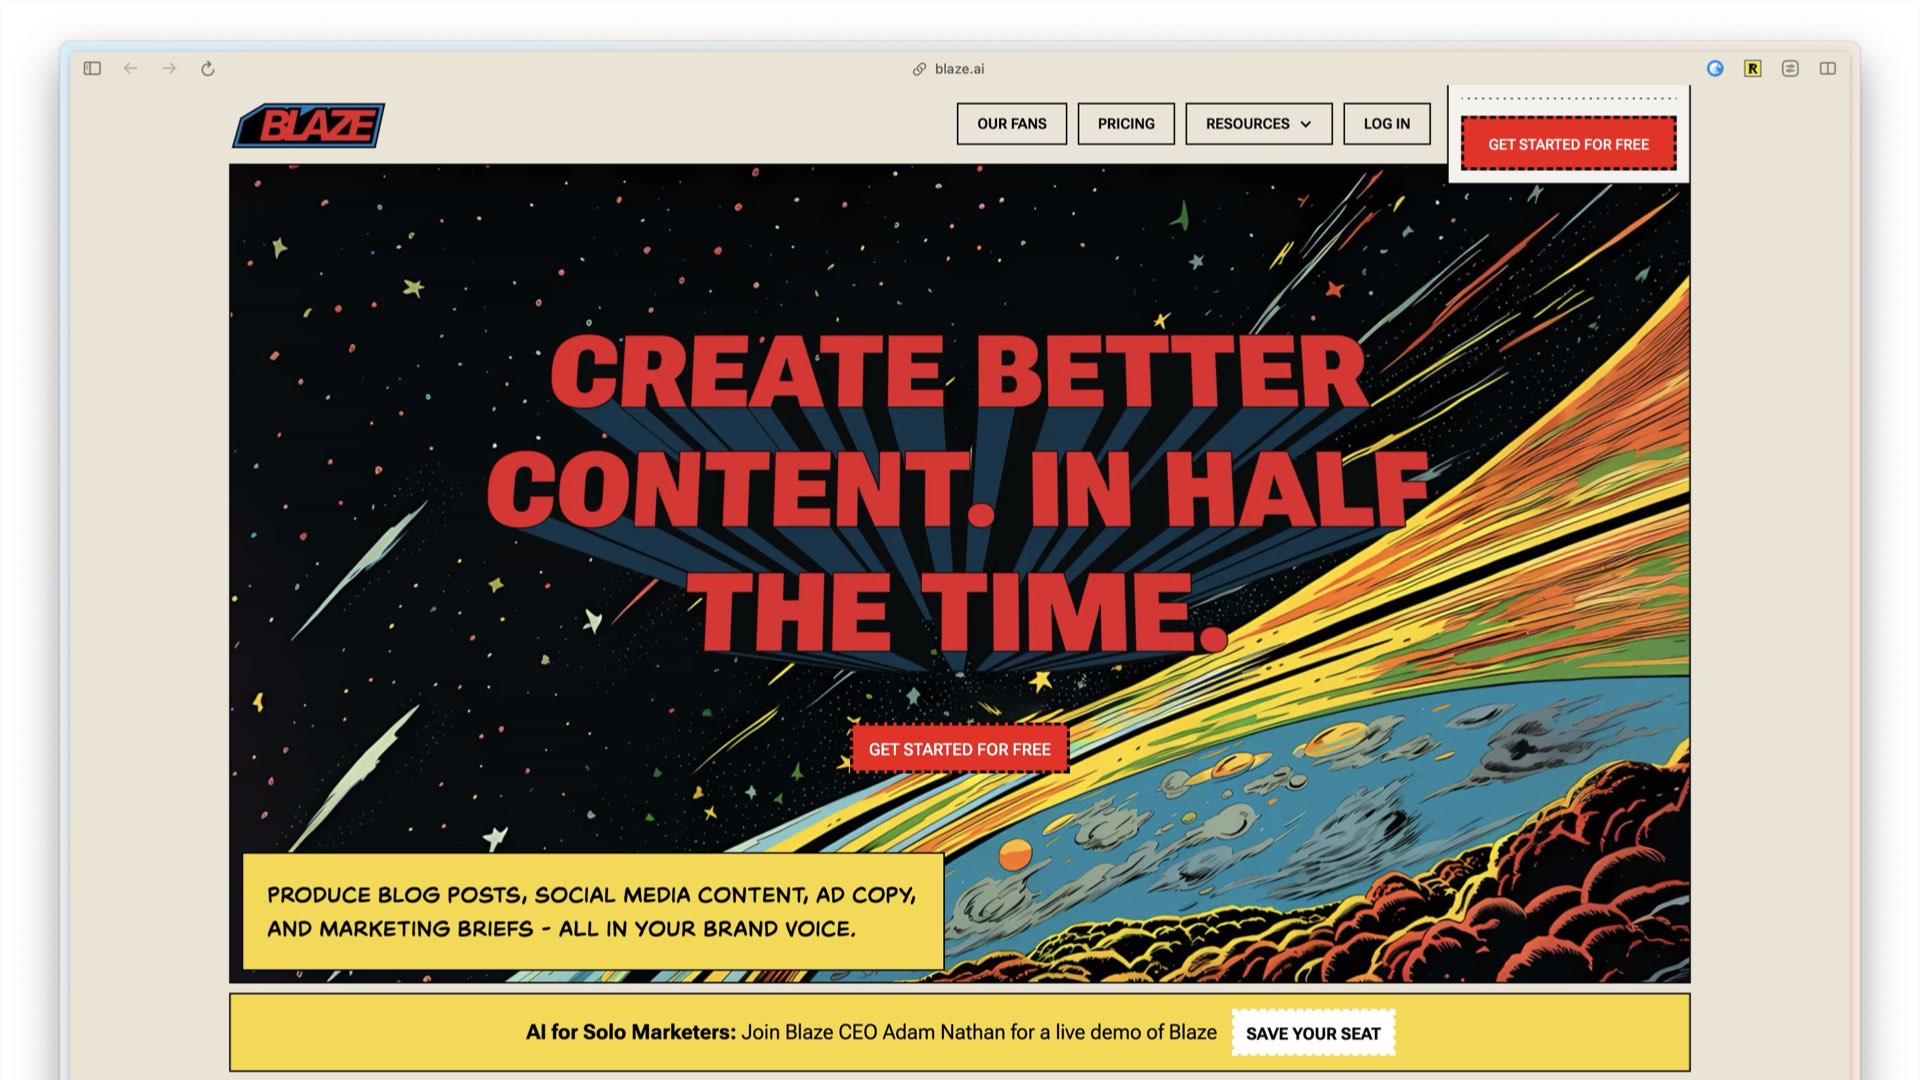 blaze.ai
R
BLAZE
OUR FANS
PRICING
RESOURCES
LOG IN
GET STARTED FOR FREE
CREATE BETTER
CONTENT. IN HALF
THE TIME.
GET STARTED FOR FREE
PRODUCE BLOG POSTS, SOCIAL MEDIA CONTENT, AD COPY,
AND MARKETING BRIEFS - ALL IN YOUR BRAND VOICE.
AI for Solo Marketers: Join Blaze CEO Adam Nathan for a live demo of Blaze
SAVE YOUR SEAT